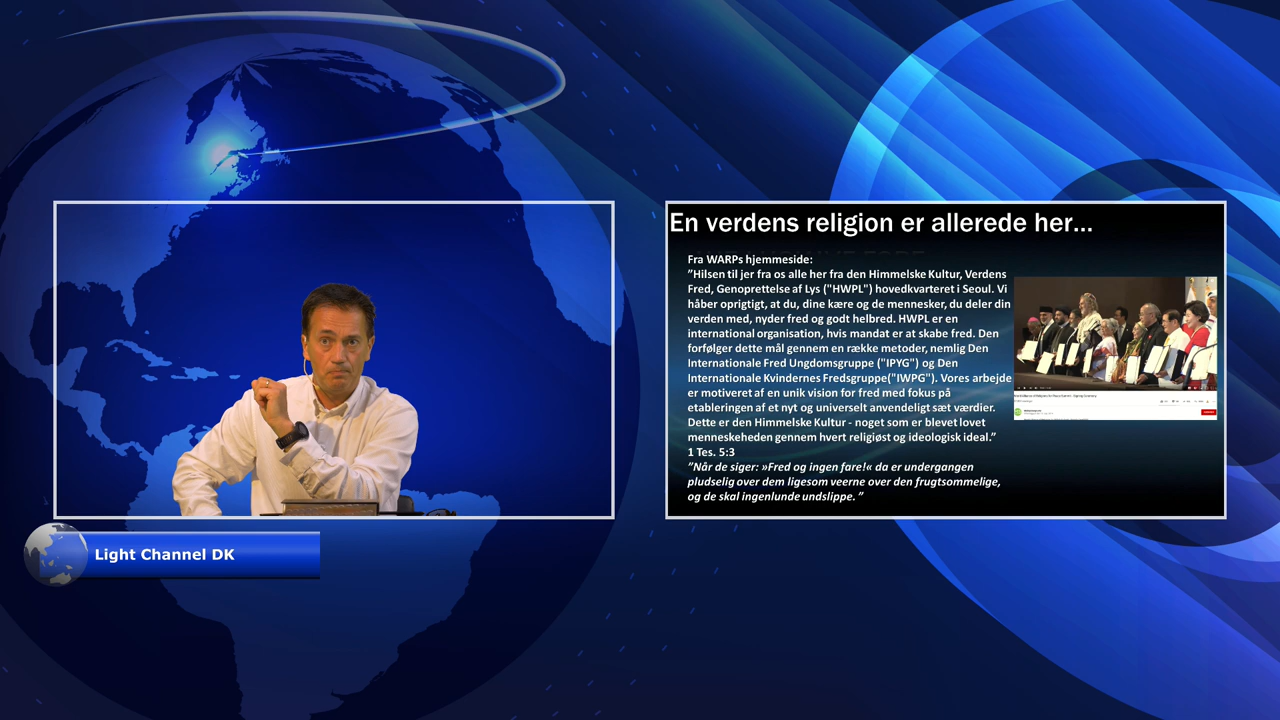 En verdens religion er allerede her...
Fra WARPs hjemmeside:
”Hilsen til jer fra os alle her fra den Himmelske Kultur, Verdens
Fred, Genoprettelse af Lys ("HWPL") hovedkvarteret i Seoul. Vi
håber oprigtigt, at du, dine kære og de mennesker, du deler din
verden med, nyder fred og godt helbred. HWPL er en
international organisation, hvis mandat er at skabe fred. Den
forfølger dette mål gennem en række metoder, nemlig Den
Internationale Fred Ungdomsgruppe ("IPYG") og Den
Internationale Kvindernes Fredsgruppe("IWPG"). Vores arbejde
er motiveret af en unik vision for fred med fokus på
etableringen af et nyt og universelt anvendeligt sæt værdier.
Dette er den Himmelske Kultur - noget som er blevet lovet
menneskeheden gennem hvert religiøst og ideologisk ideal.”
1 Tes. 5:3
”Når de siger: »Fred og ingen fare!« da er undergangen
pludselig over dem ligesom veerne over den frugtsommelige,
og de skal ingenlunde undslippe. ”
Light Channel DK